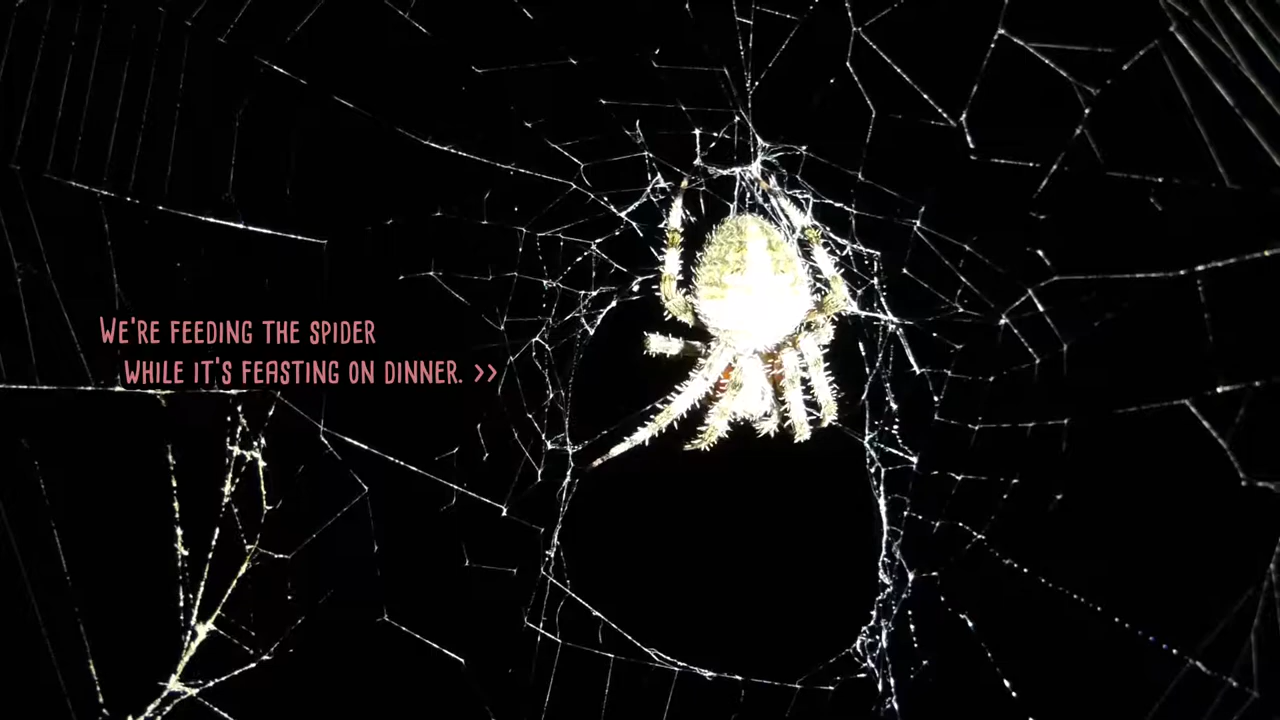 We're feeding the spider
while it's feasting on dinner. >>